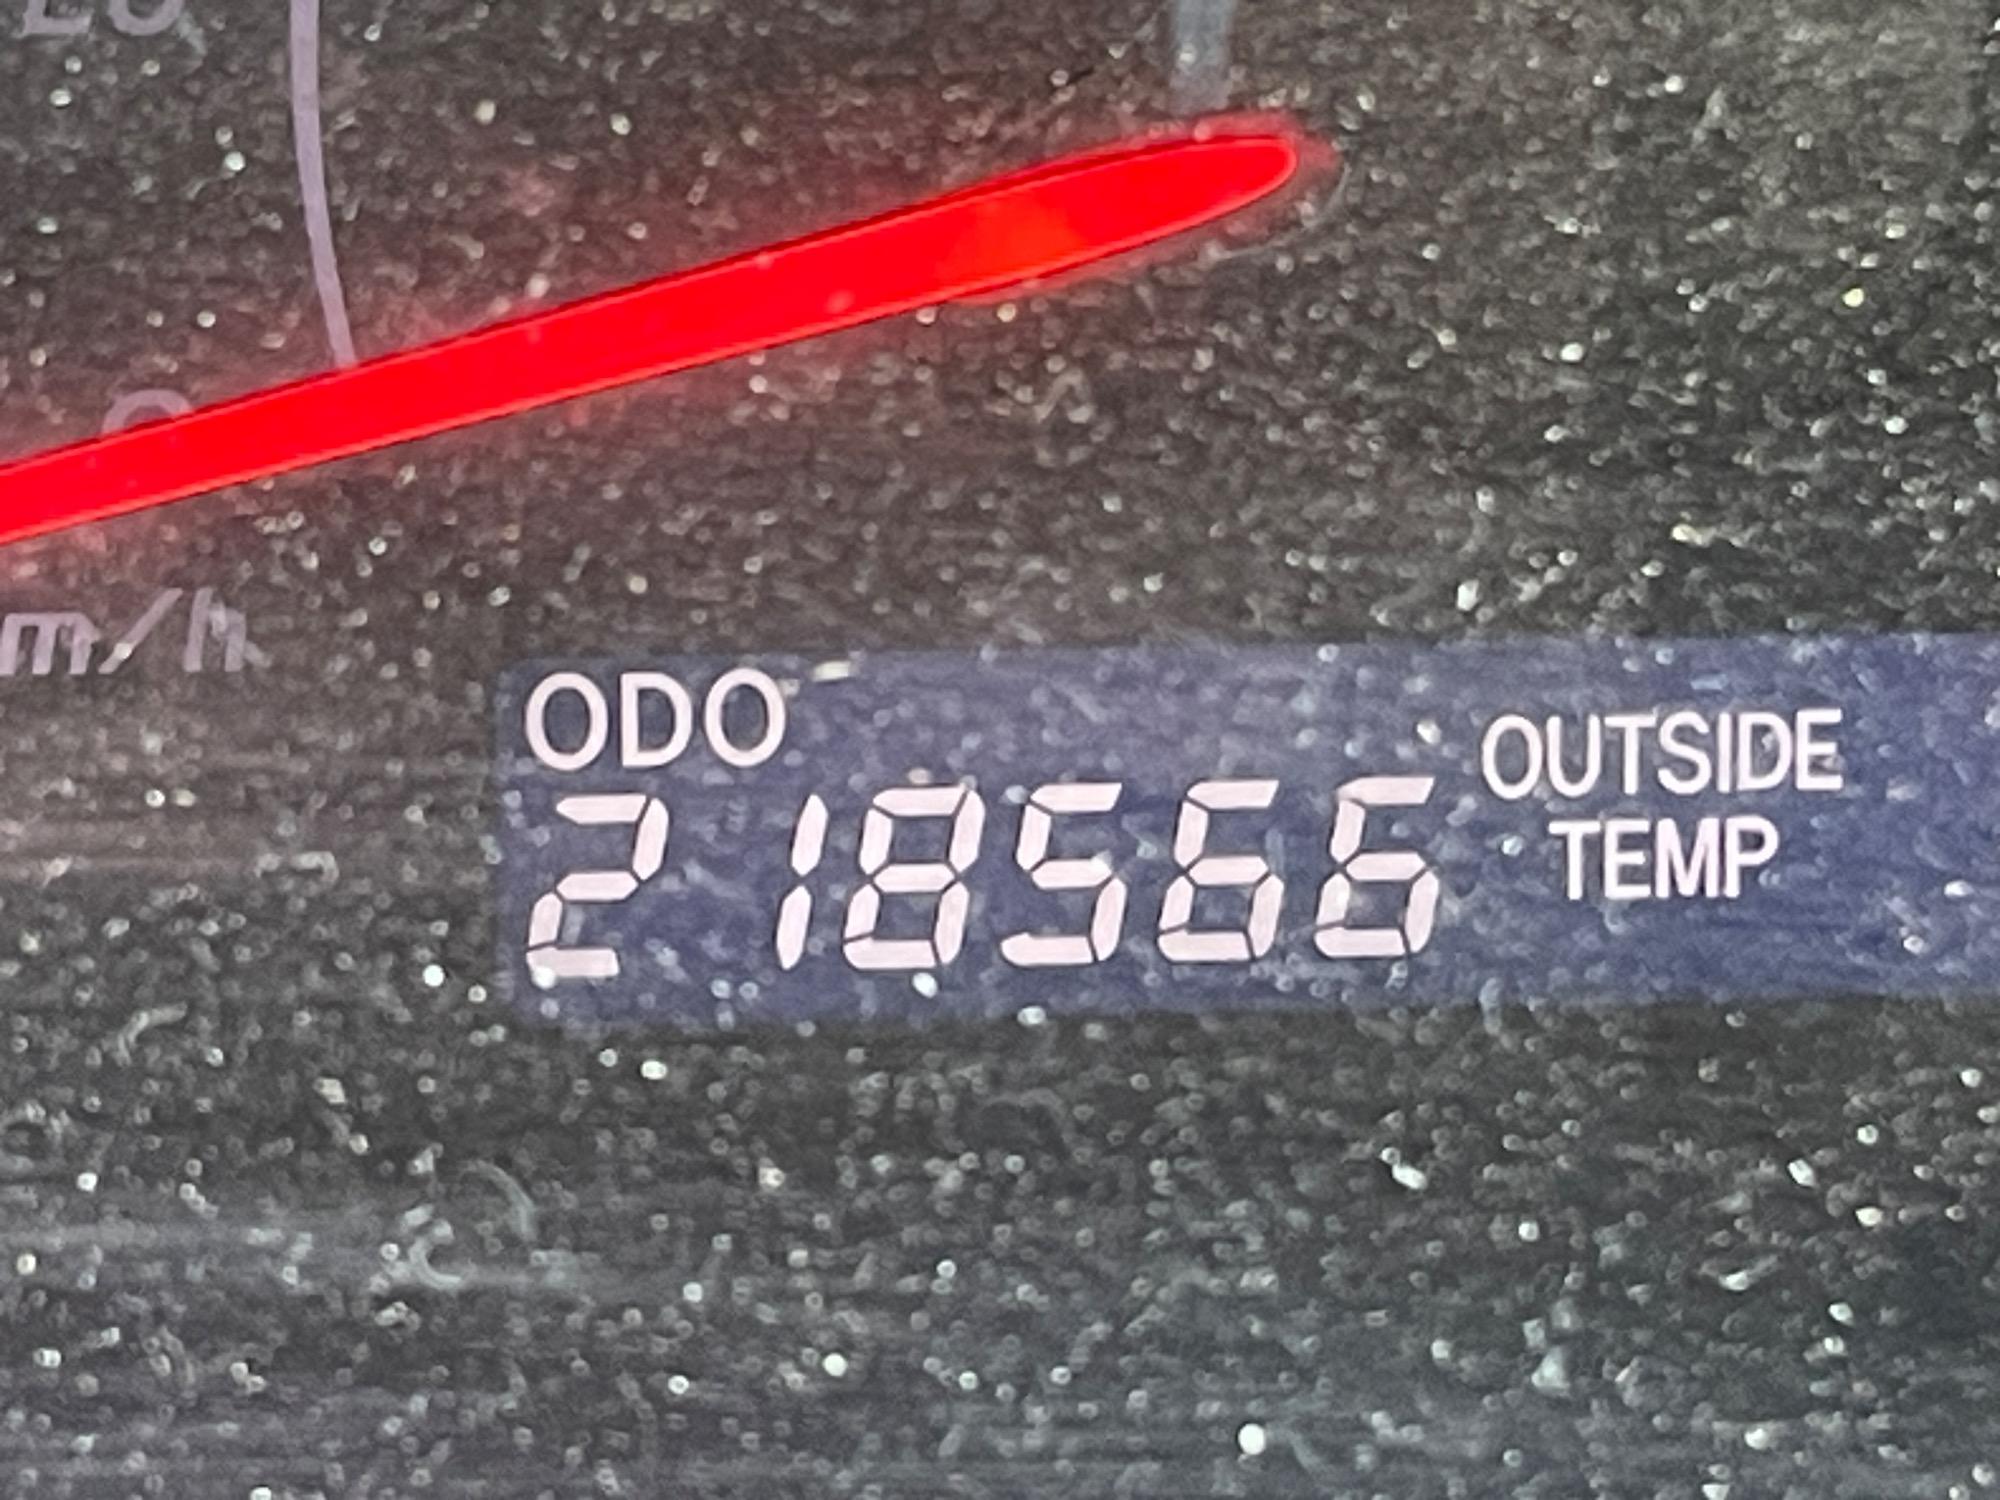 m/h
ODO
218566
OUTSIDE
TEMP